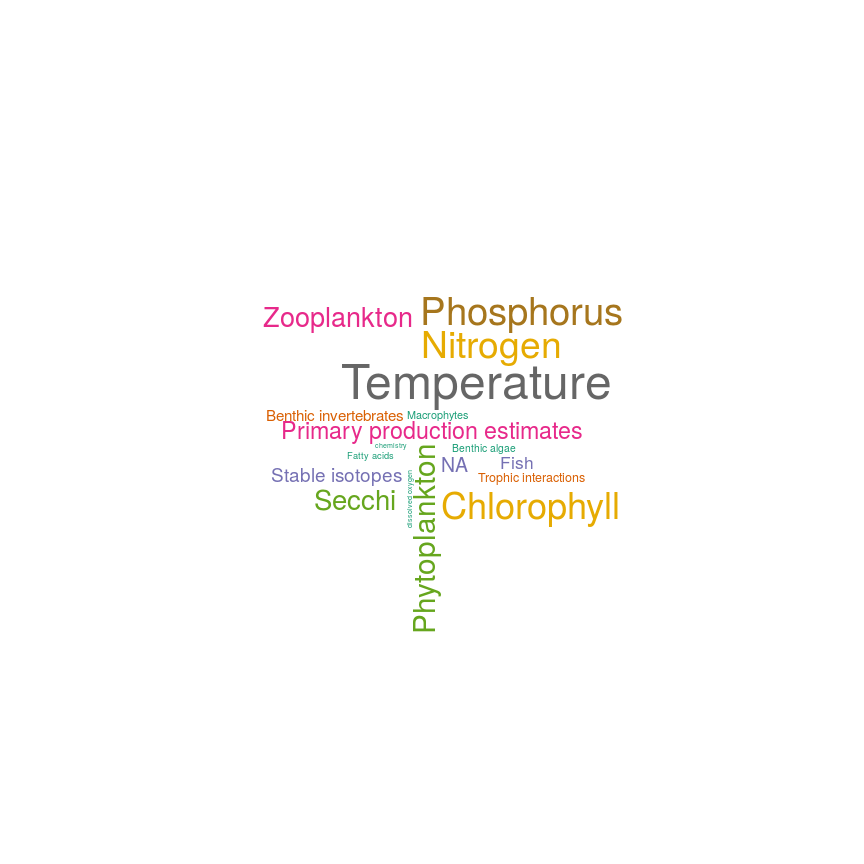 Zooplankton
Phosphorus
Nitrogen
Temperature
Benthic invertebrates
Macrophytes
Primary production estimates
chemistry
Benthic algae
Fatty acids
NA
Fish
Stable isotopes
Trophic interactions
dissolved oxygen
Secchi
Chlorophyll
Phytoplankton